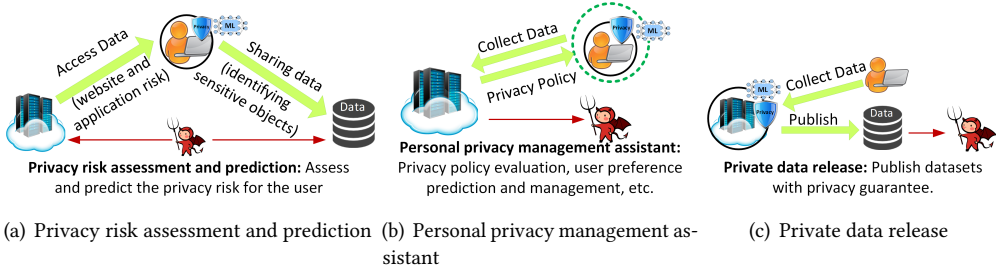 Access Data
(website and
application risk)
Privacy
ML
Sharing data
(identifying
sensitive objects)
Data
Privacy risk assessment and prediction: Assess
and predict the privacy risk for the user
(a) Privacy risk assessment and prediction
Collect Data
Privacy Policy
Privacy
ML
Personal privacy management assistant:
Privacy policy evaluation, user preference
prediction and management, etc.
(b) Personal privacy management as-
sistant
ML
Privacy
Collect Data
Publish
Data
Private data release: Publish datasets
with privacy guarantee.
(c) Private data release